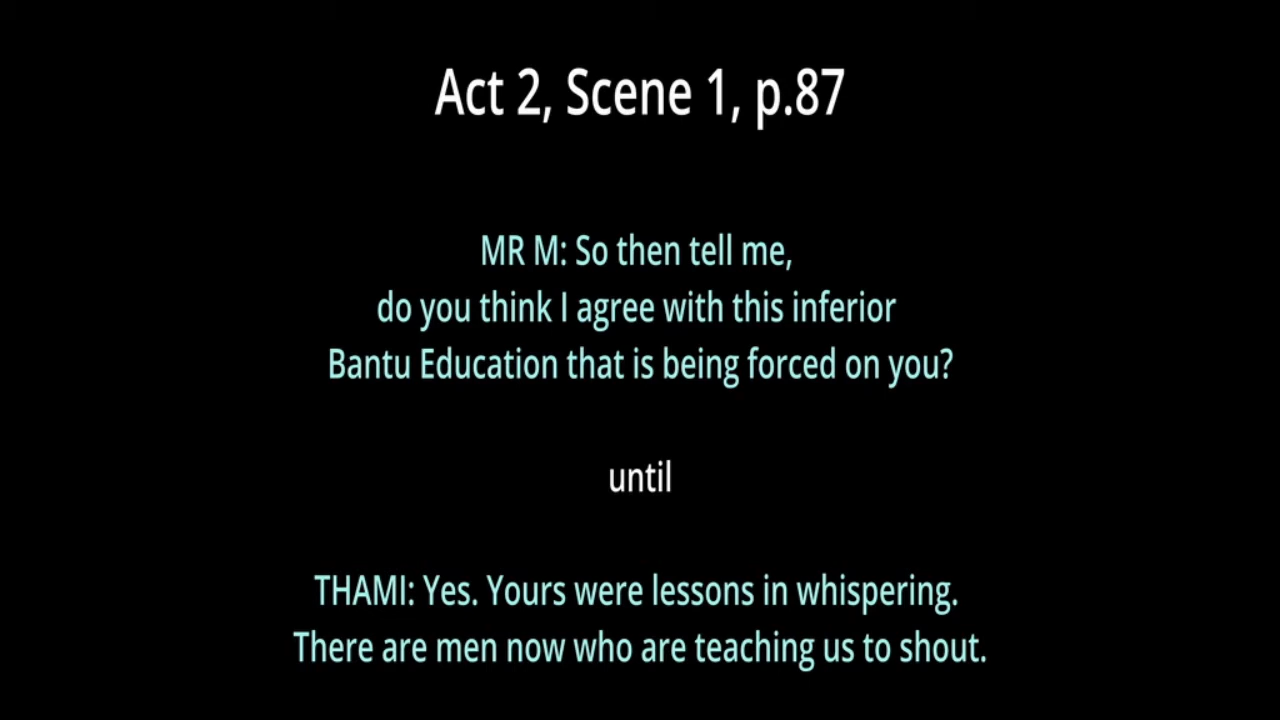 Act 2, Scene 1, p.87
MR M: So then tell me,
do you think I agree with this inferior
Bantu Education that is being forced on you?
until
THAMI: Yes. Yours were lessons in whispering.
There are men now who are teaching us to shout.